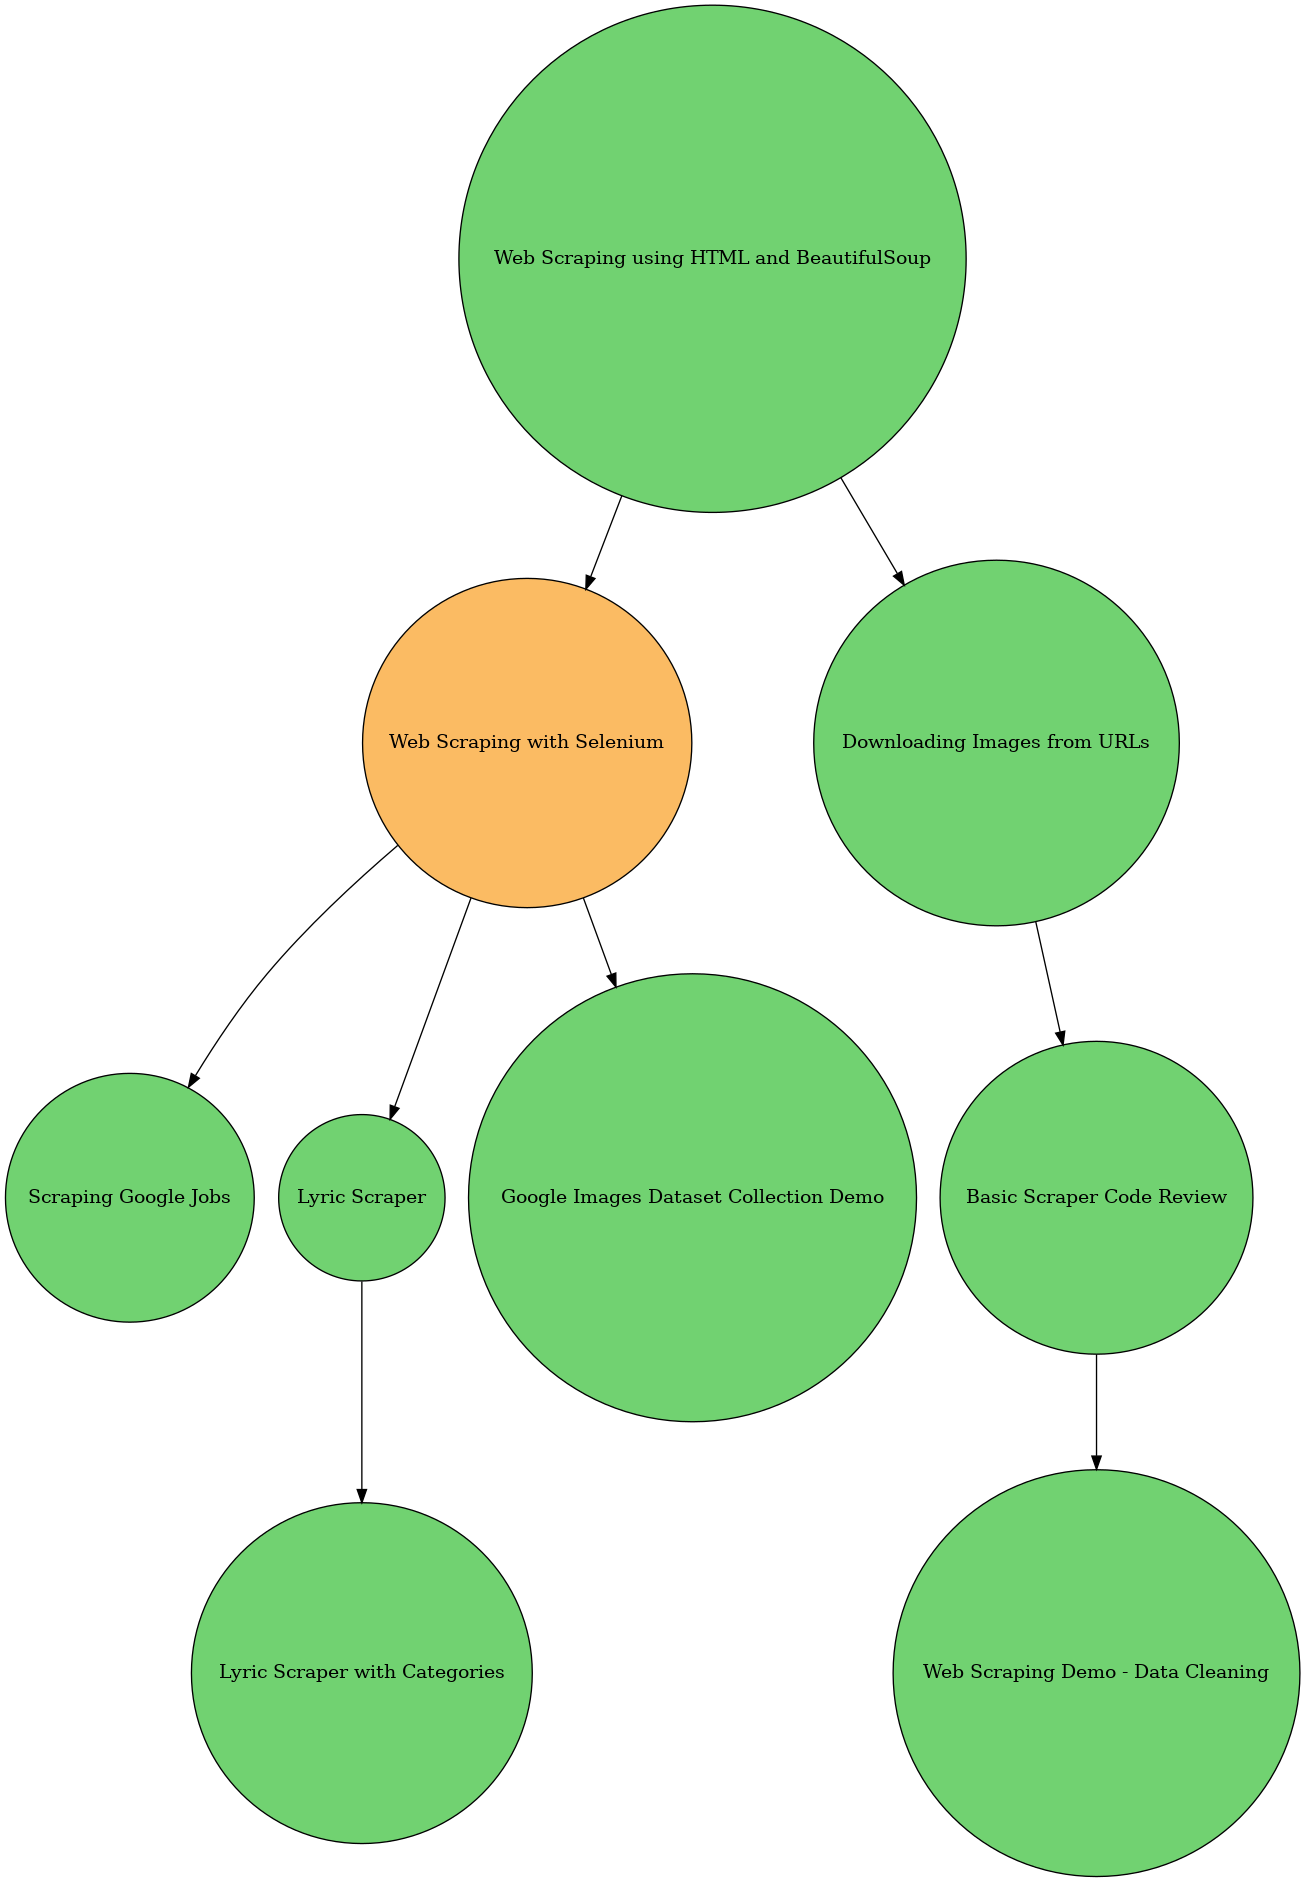 Web Scraping using HTML and BeautifulSoup
Web Scraping with Selenium
Downloading Images from URLs
Scraping Google Jobs
Lyric Scraper
Google Images Dataset Collection Demo
Basic Scraper Code Review
Lyric Scraper with Categories
Web Scraping Demo - Data Cleaning